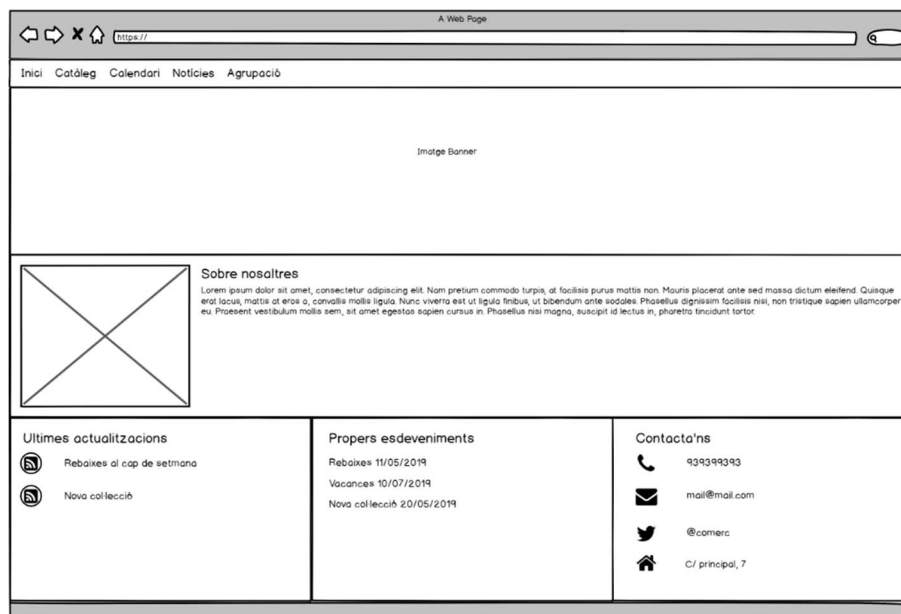 A Web Page
https://
Inici Catàleg Calendari Notícies Agrupació
Imatge Banner
Sobre nosaltres
Lorem ipsum dolor sit amet, consectetur adipiscing elit. Nam pretium commodo turpis, at facilisis purus mattis non. Mauris placerat ante sed massa dictum eleifend. Quisque
erat lacus, mattis at eros a, convallis mollis ligula. Nunc viverra est ut ligula finibus, ut bibendum ante sodales. Phasellus dignissim facilisis nisi, non tristique sapien ullamcorper
eu. Praesent vestibulum mollis sem, sit amet egestas sapien cursus in. Phasellus nisi magna, suscipit id lectus in, pharetra tincidunt tortor.
Ultimes actualitzacions
Rebaixes al cap de setmana
Nova col·lecció
Propers esdeveniments
Rebaixes 11/05/2019
Vacances 10/07/2019
Nova col·lecció 20/05/2019
Contacta'ns
939399393
mail@mail.com
@comerc
C/ principal, 7